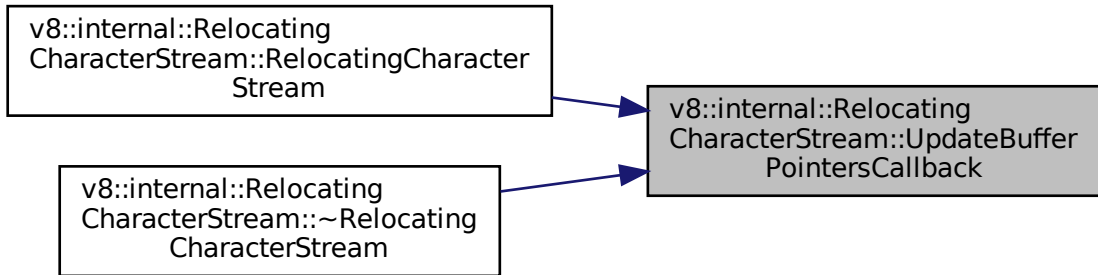 v8::internal::Relocating
CharacterStream::RelocatingCharacter
Stream
v8::internal::Relocating
CharacterStream::UpdateBuffer
PointersCallback
v8::internal::Relocating
CharacterStream::~Relocating
CharacterStream